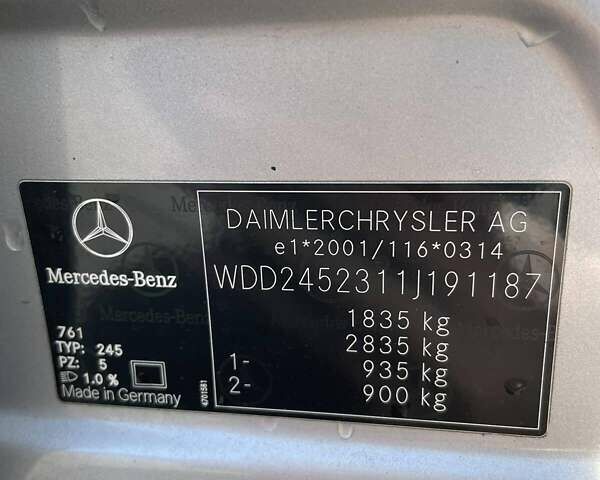 DAIMLERCHRYSLER AG
e1*2001/116*0314
WDD2452311J191187
1835 kg
2835 kg
1- 935 kg
2- 900 kg
Mercedes-Benz
761
TYP: 245
PZ: 5
1.0 %
Made in Germany
4701581